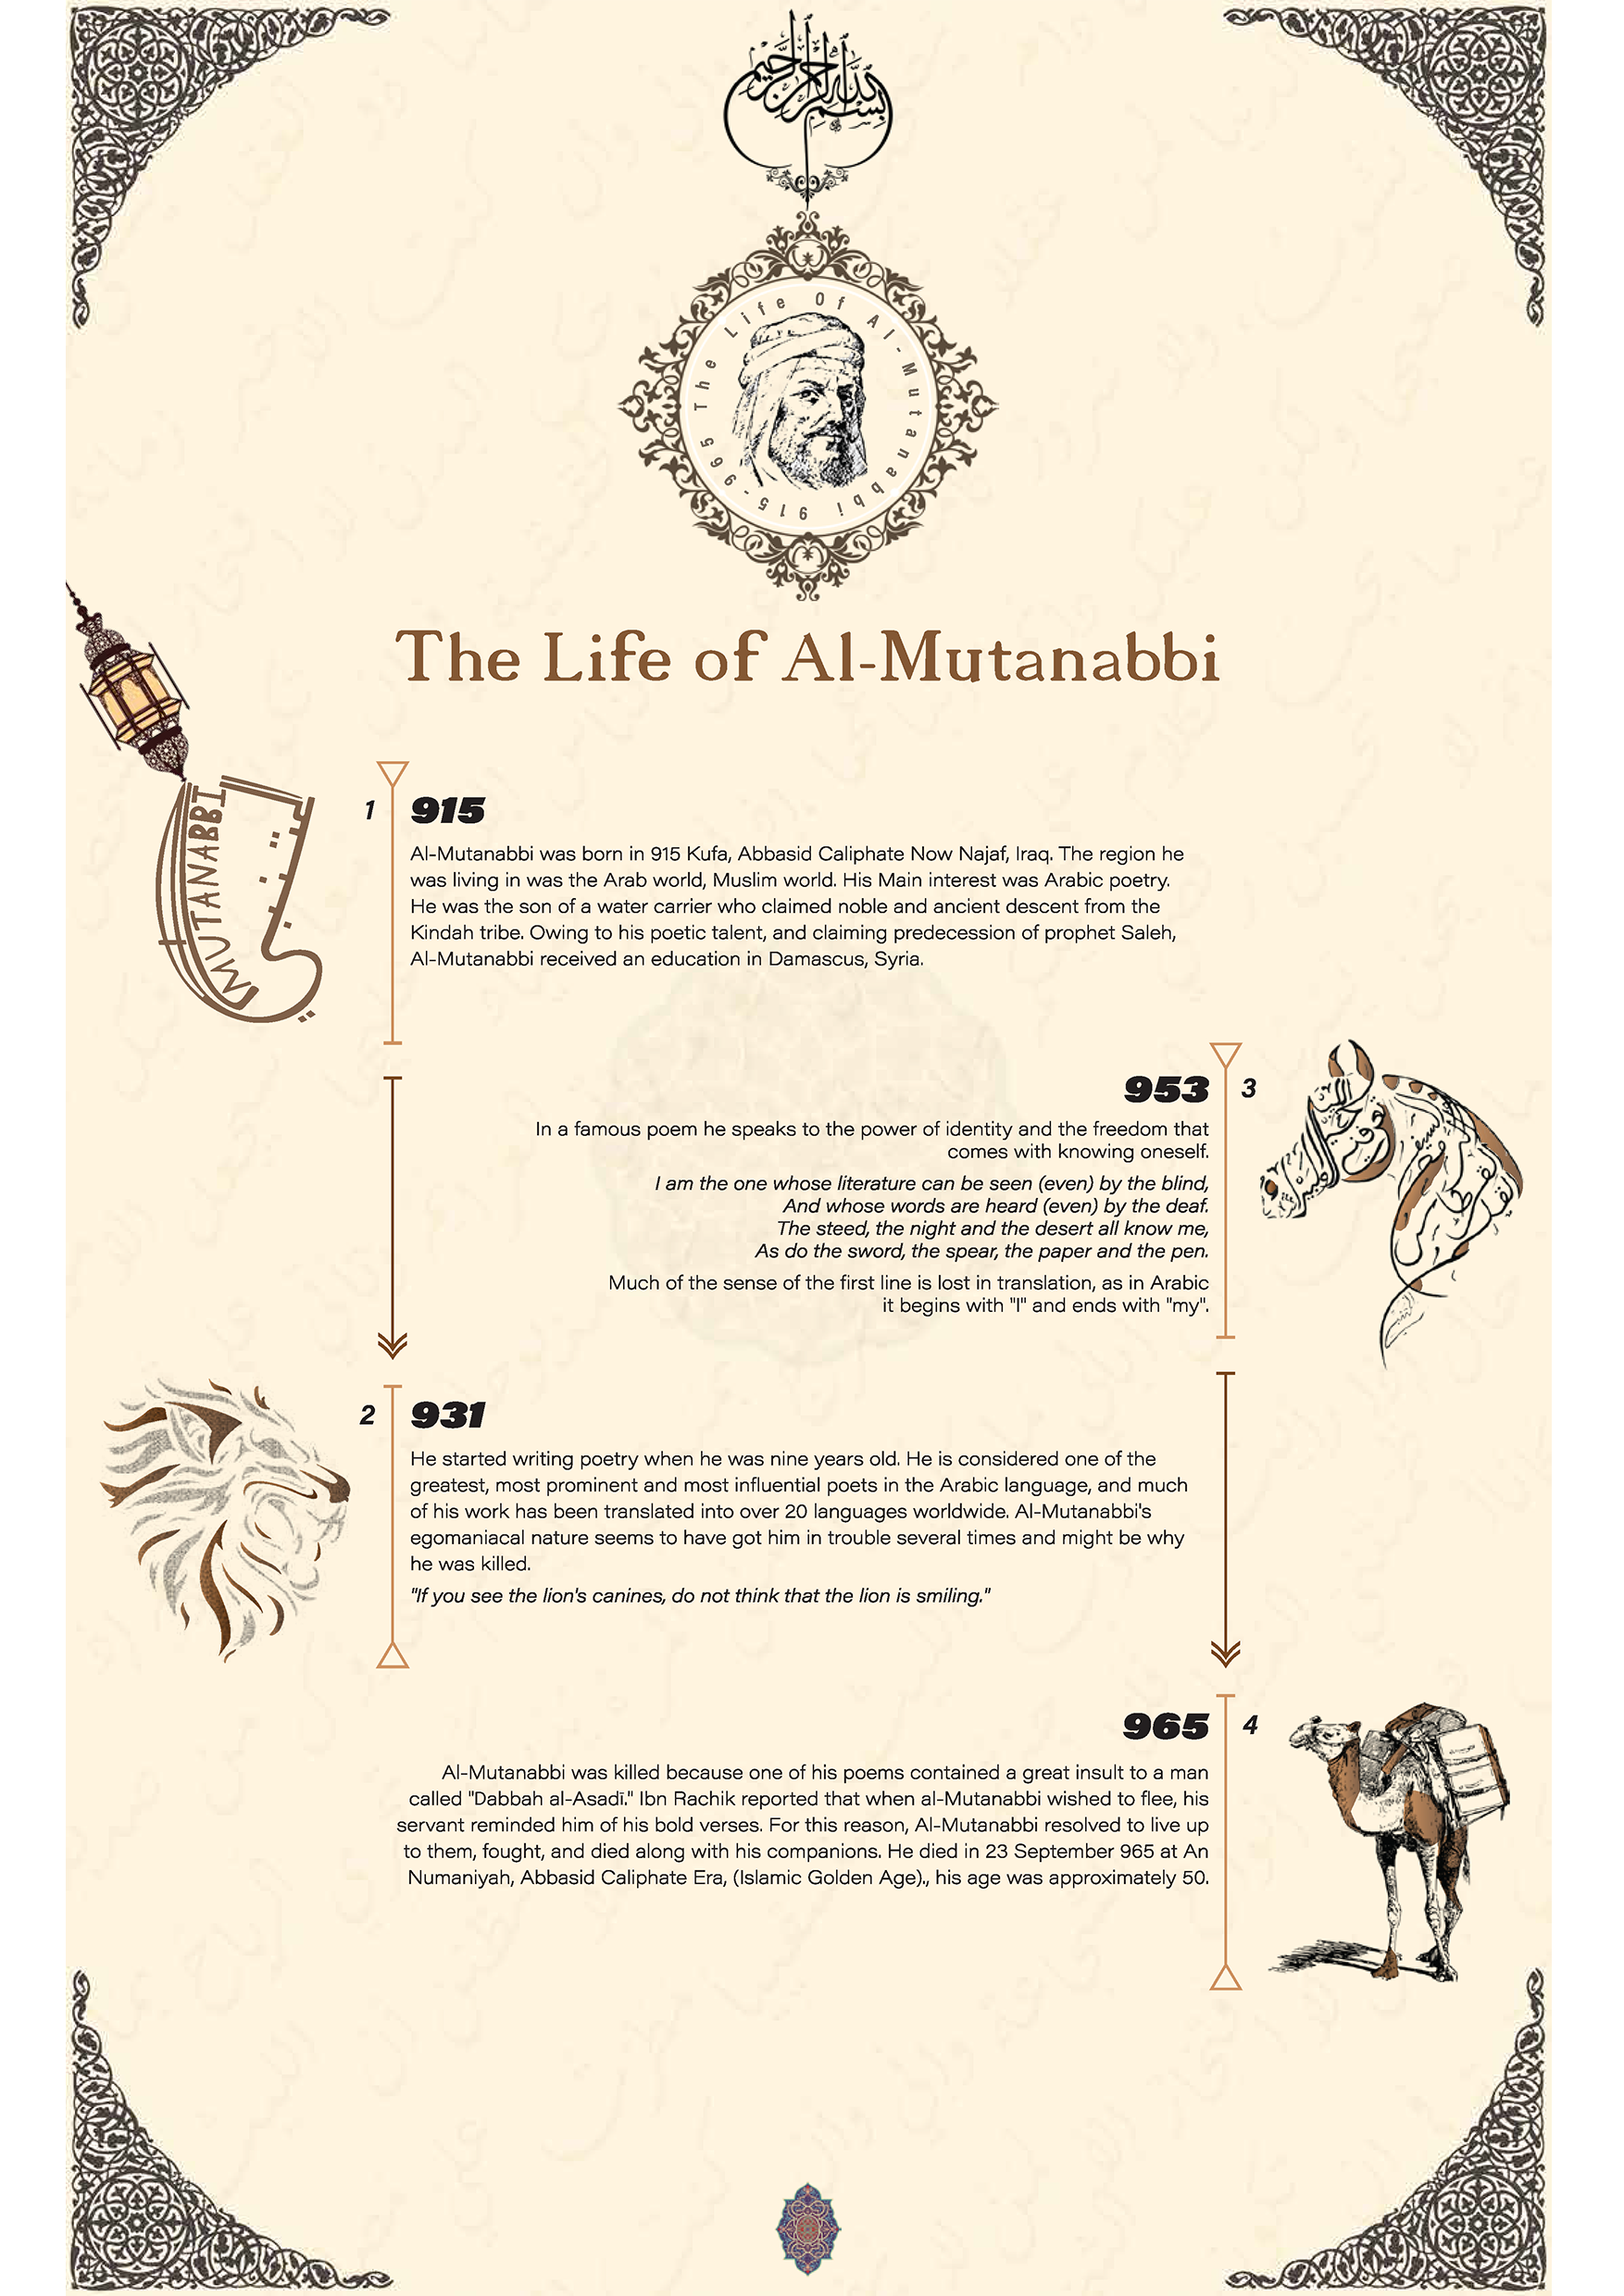 بسم الله الرحمن الرحيم
The Life Of Al-Mutanabbi 915-965
The Life of Al-Mutanabbi
MUTANABBI
1
915
Al-Mutanabbi was born in 915 Kufa, Abbasid Caliphate Now Najaf, Iraq. The region he
was living in was the Arab world, Muslim world. His Main interest was Arabic poetry.
He was the son of a water carrier who claimed noble and ancient descent from the
Kindah tribe. Owing to his poetic talent, and claiming predecession of prophet Saleh,
Al-Mutanabbi received an education in Damascus, Syria.
2
931
He started writing poetry when he was nine years old. He is considered one of the
greatest, most prominent and most influential poets in the Arabic language, and much
of his work has been translated into over 20 languages worldwide. Al-Mutanabbi's
egomaniacal nature seems to have got him in trouble several times and might be why
he was killed.
"If you see the lion's canines, do not think that the lion is smiling."
953
3
In a famous poem he speaks to the power of identity and the freedom that
comes with knowing oneself.
I am the one whose literature can be seen (even) by the blind,
And whose words are heard (even) by the deaf.
The steed, the night and the desert all know me,
As do the sword, the spear, the paper and the pen.
Much of the sense of the first line is lost in translation, as in Arabic
it begins with "I" and ends with "my".
965
4
Al-Mutanabbi was killed because one of his poems contained a great insult to a man
called "Dabbah al-Asadī." Ibn Rachik reported that when al-Mutanabbi wished to flee, his
servant reminded him of his bold verses. For this reason, Al-Mutanabbi resolved to live up
to them, fought, and died along with his companions. He died in 23 September 965 at An
Numaniyah, Abbasid Caliphate Era, (Islamic Golden Age)., his age was approximately 50.